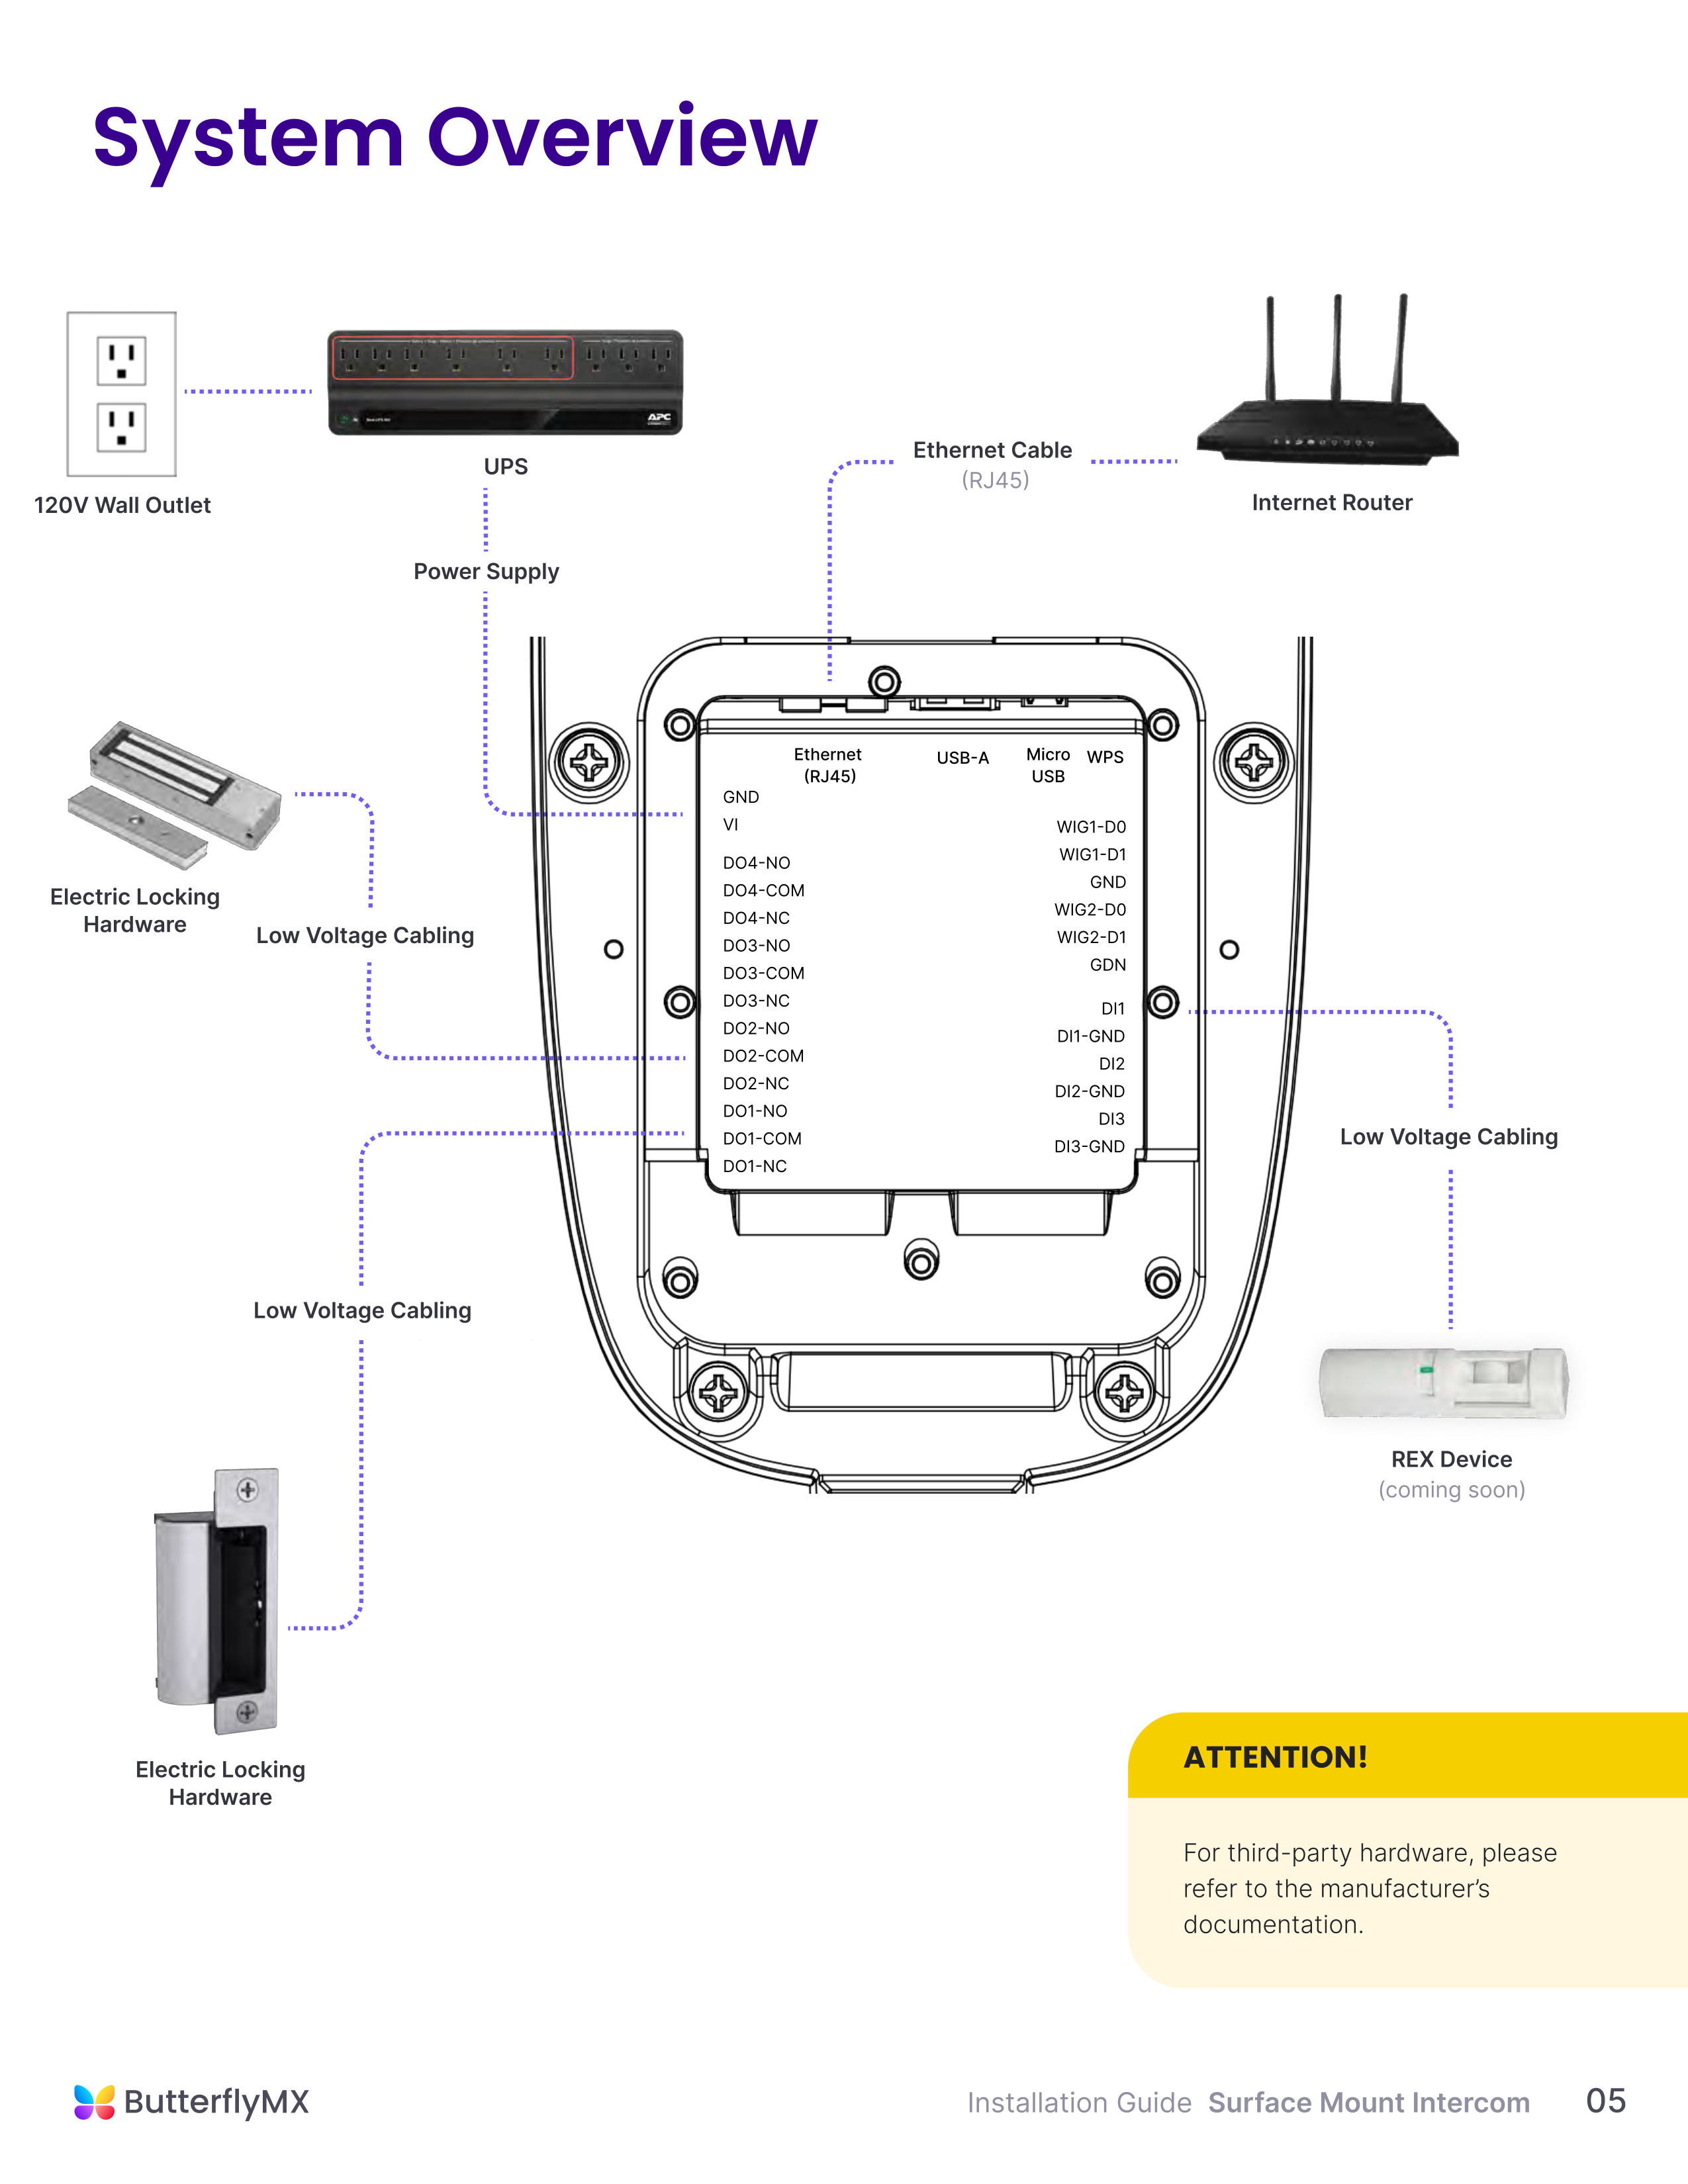 System Overview
120V Wall Outlet
APC
UPS
Power Supply
Ethernet Cable
(RJ45)
Internet Router
Electric Locking
Hardware
Low Voltage Cabling
Ethernet
(RJ45)
USB-A
Micro
USB
WPS
GND
VI
DO4-NO
DO4-COM
DO4-NC
DO3-NO
DO3-COM
DO3-NC
DO2-NO
DO2-COM
DO2-NC
DO1-NO
DO1-COM
DO1-NC
WIG1-D0
WIG1-D1
GND
WIG2-D0
WIG2-D1
GDN
DI1
DI1-GND
DI2
DI2-GND
DI3
DI3-GND
Low Voltage Cabling
Low Voltage Cabling
REX Device
(coming soon)
Electric Locking
Hardware
ATTENTION!
For third-party hardware, please
refer to the manufacturer’s
documentation.
ButterflyMX
Installation Guide Surface Mount Intercom 05